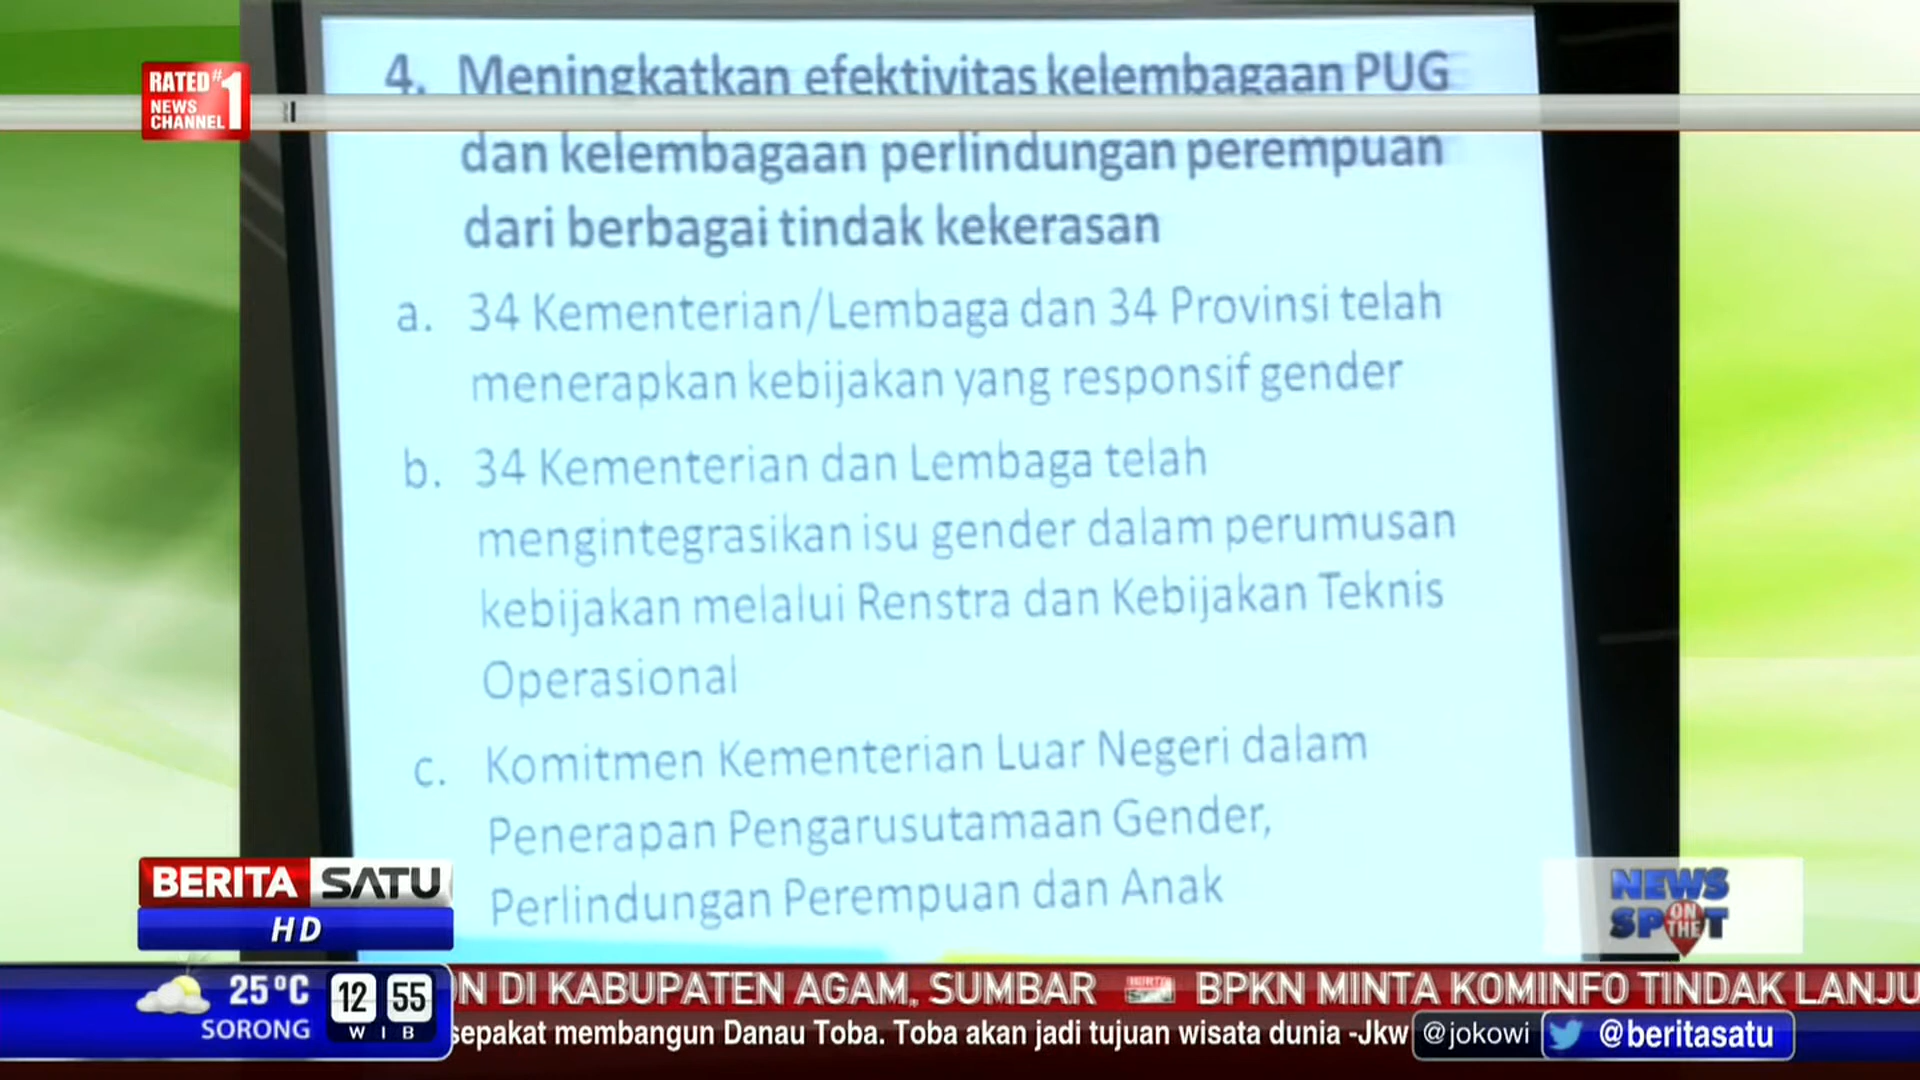 RATED #1
NEWS
CHANNEL
4. Meningkatkan efektivitas kelembagaan PUG
dan kelembagaan perlindungan perempuan
dari berbagai tindak kekerasan
a. 34 Kementerian/Lembaga dan 34 Provinsi telah
menerapkan kebijakan yang responsif gender
b. 34 Kementerian dan Lembaga telah
mengintegrasikan isu gender dalam perumusan
kebijakan melalui Renstra dan Kebijakan Teknis
Operasional
c. Komitmen Kementerian Luar Negeri dalam
Penerapan Pengarusutamaan Gender,
Perlindungan Perempuan dan Anak
BERITA SATU
HD
NEWS
ON THE
SPOT
25°C
SORONG
12 55
WIB
N DI KABUPATEN AGAM, SUMBAR BPKN MINTA KOMINFO TINDAK LANJU
sepakat membangun Danau Toba. Toba akan jadi tujuan wisata dunia -Jkw @jokowi @beritasatu